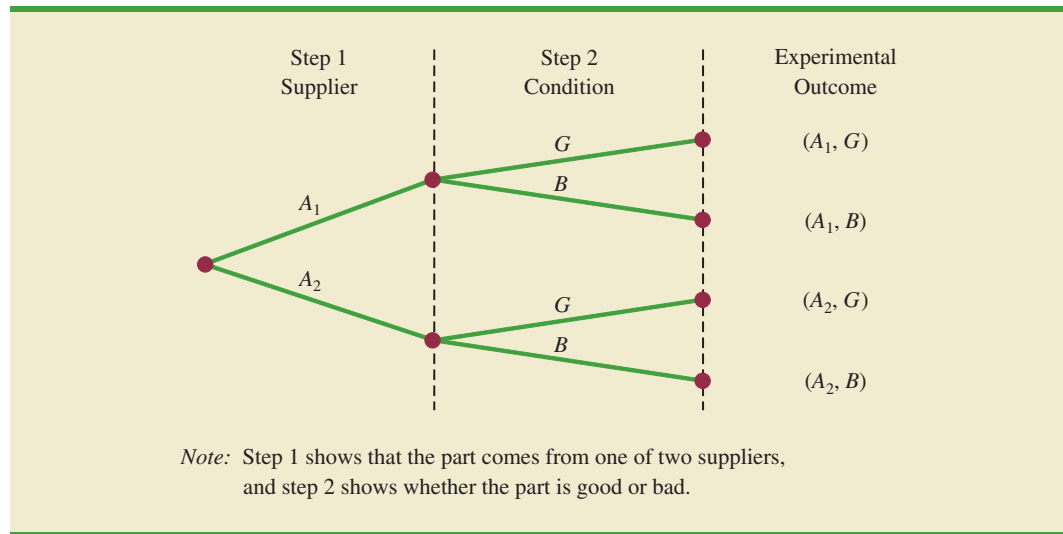 Step 1
Supplier
Step 2
Condition
Experimental
Outcome
G
(A₁, G)
B
A₁
(A₁, B)
A₂
G
(A₂, G)
B
(A₂, B)
Note: Step 1 shows that the part comes from one of two suppliers,
and step 2 shows whether the part is good or bad.